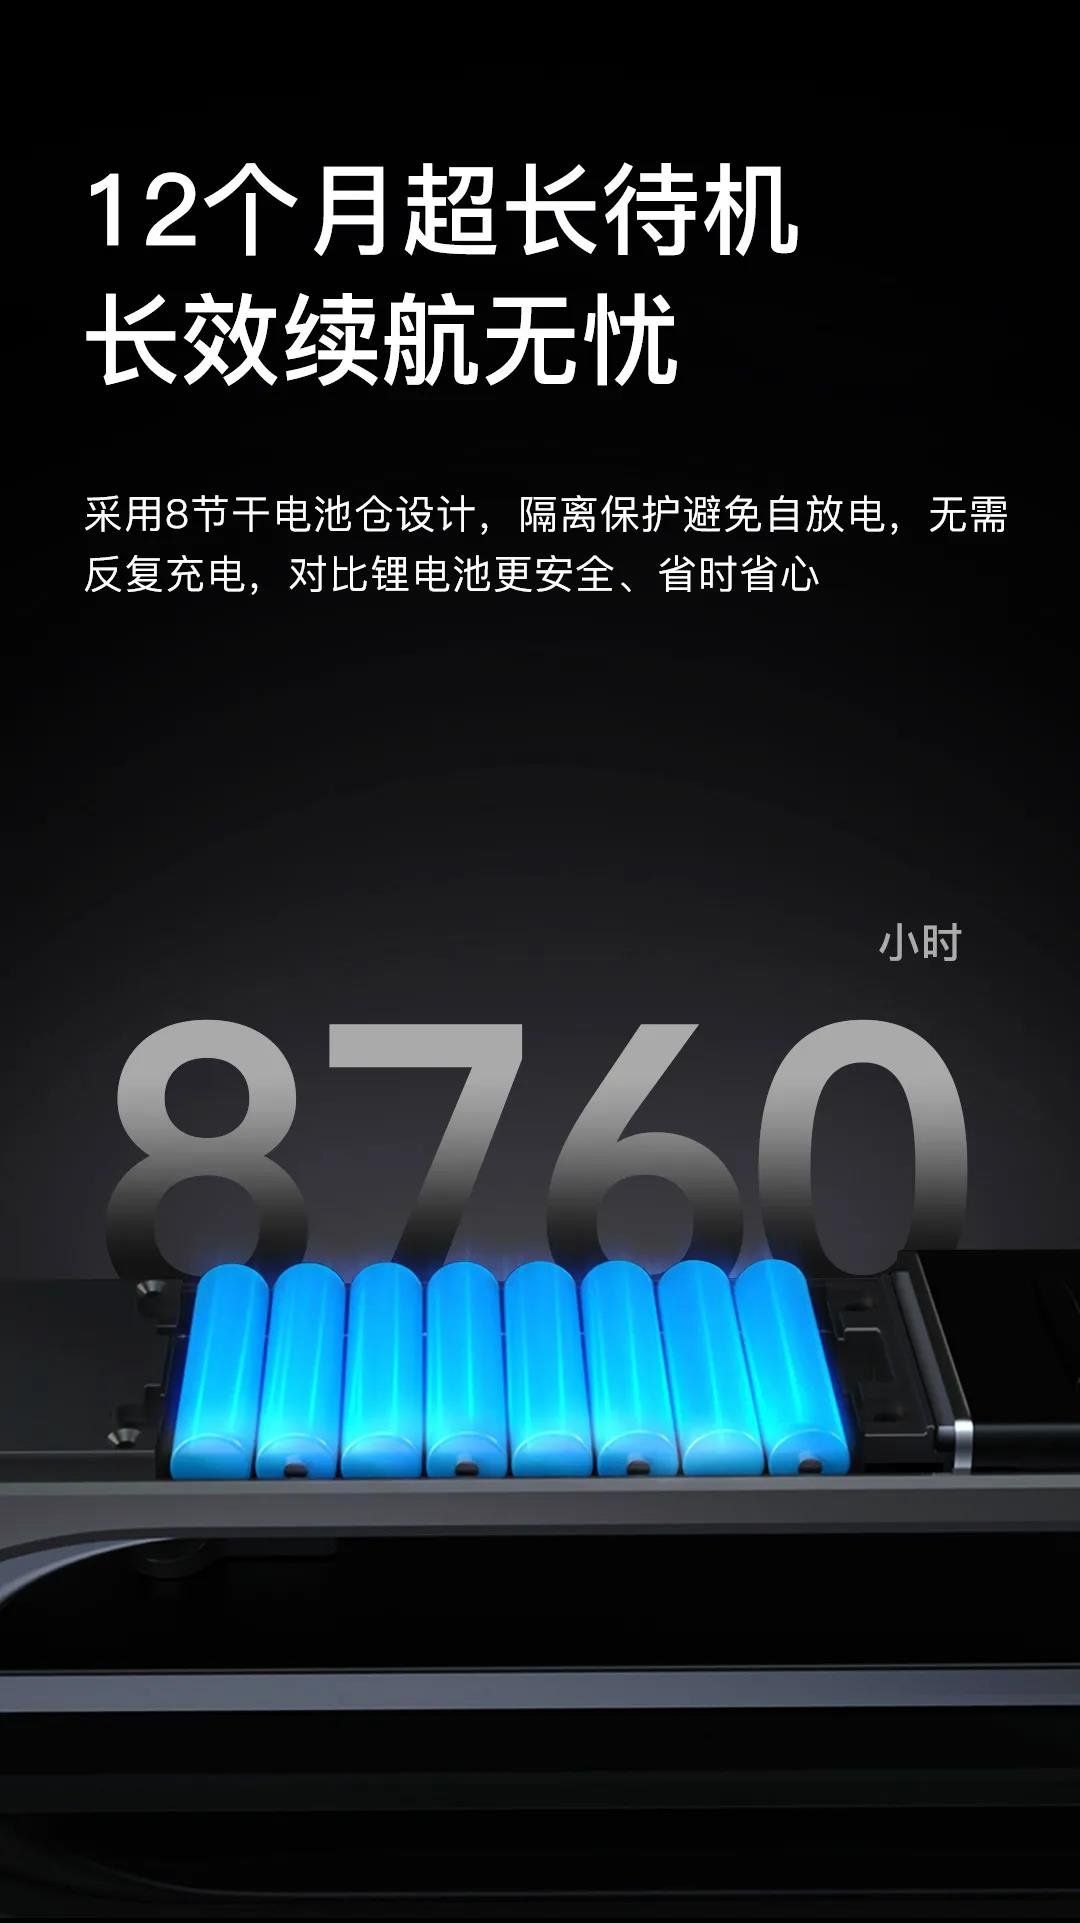 12个月超长待机
长效续航无忧
采用8节干电池仓设计，隔离保护避免自放电，无需
反复充电，对比锂电池更安全、省时省心
小时
8760